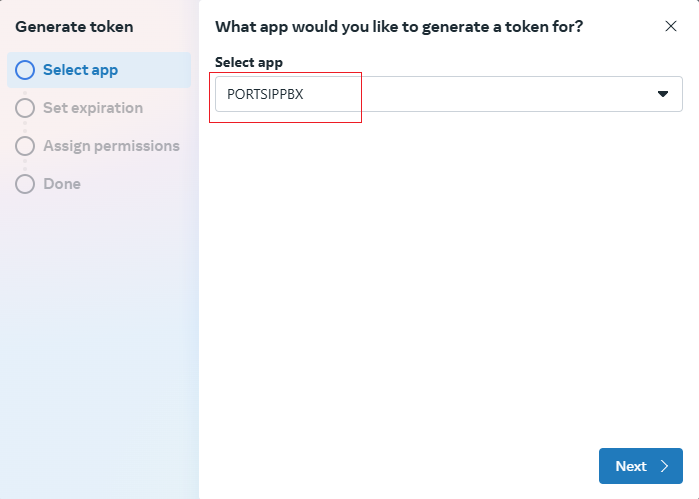 Generate token
Select app
Set expiration
Assign permissions
Done
What app would you like to generate a token for?
Select app
PORTSIPPBX
Next